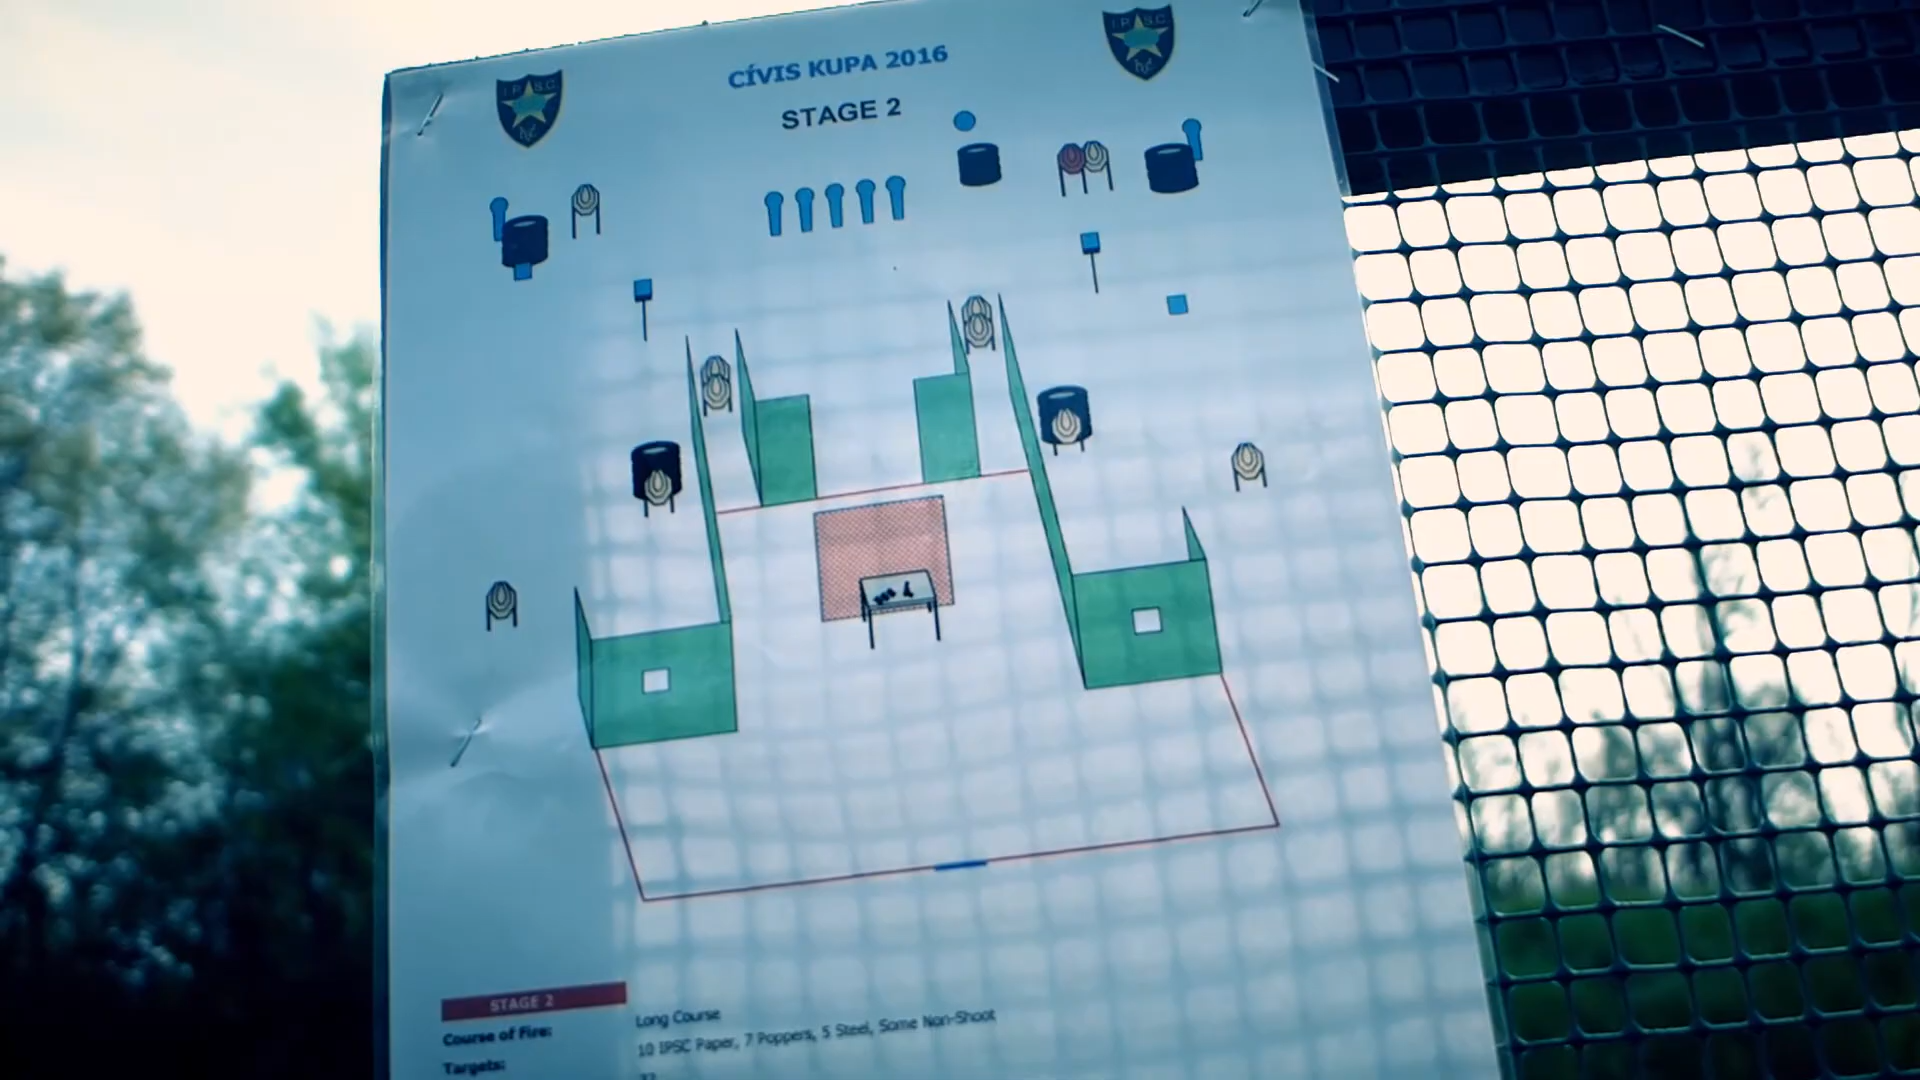 I.P.S.C.
I.P.S.C.
CÍVIS KUPA 2016
STAGE 2
STAGE 2
Course of Fire:
Long Course
Targets:
10 IPSC Paper, 7 Poppers, 5 Steel, Some Non-Shoot